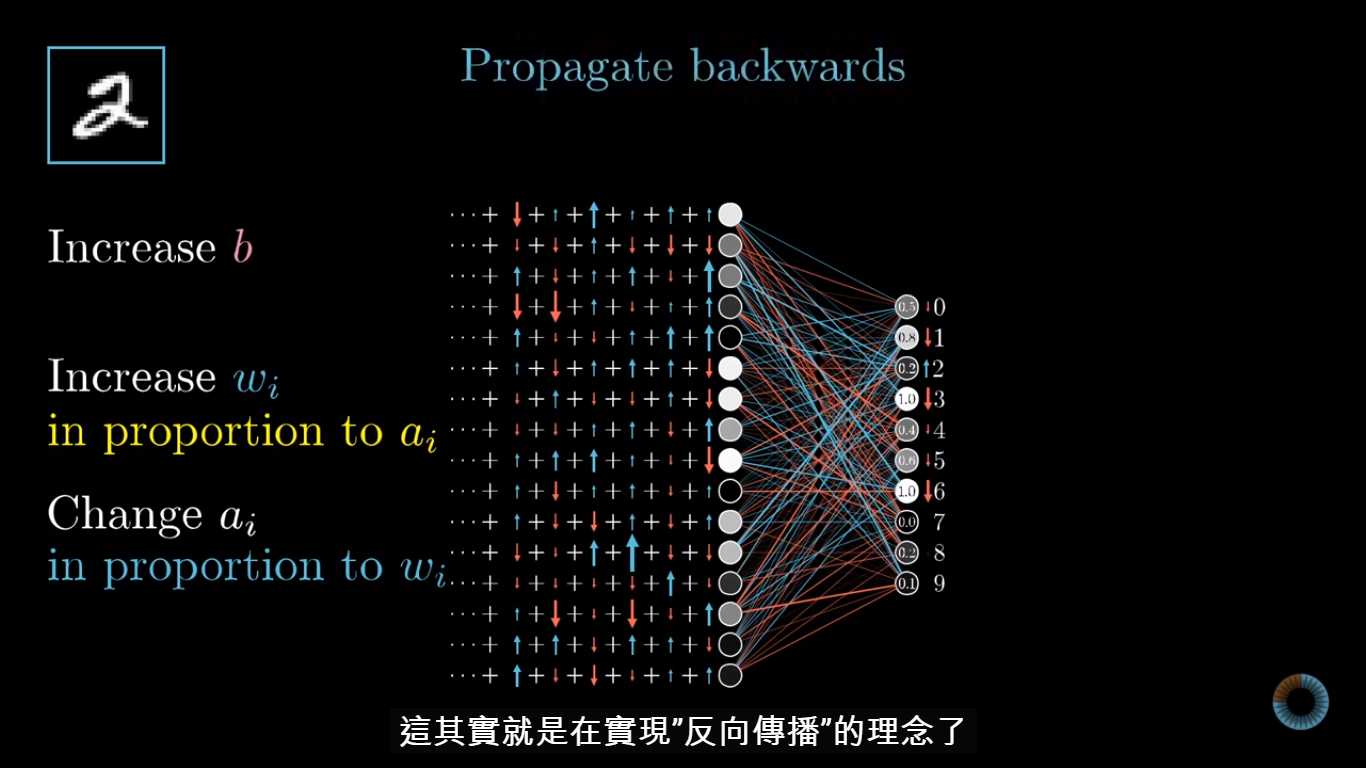 Propagate backwards
Increase b
Increase wᵢ
in proportion to aᵢ
Change aᵢ
in proportion to wᵢ
0.5 0
0.8 1
0.2 2
1.0 3
0.4 4
0.6 5
1.0 6
0.0 7
0.2 8
0.1 9
這其實就是在實現”反向傳播”的理念了